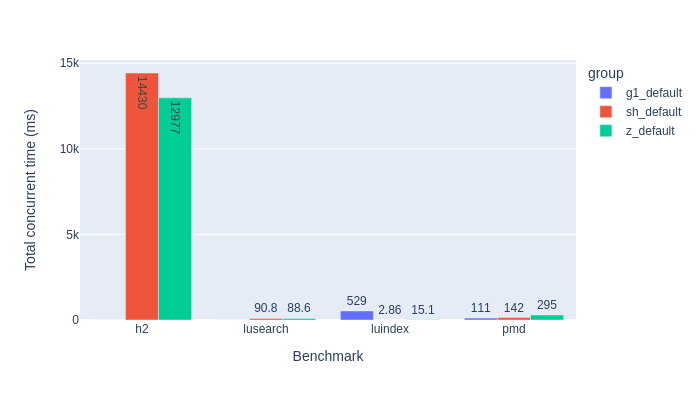 15k
10k
5k
0
Total concurrent time (ms)
14430
12977
90.8
88.6
529
2.86
15.1
111
142
295
h2
lusearch
luindex
pmd
Benchmark
group
g1_default
sh_default
z_default